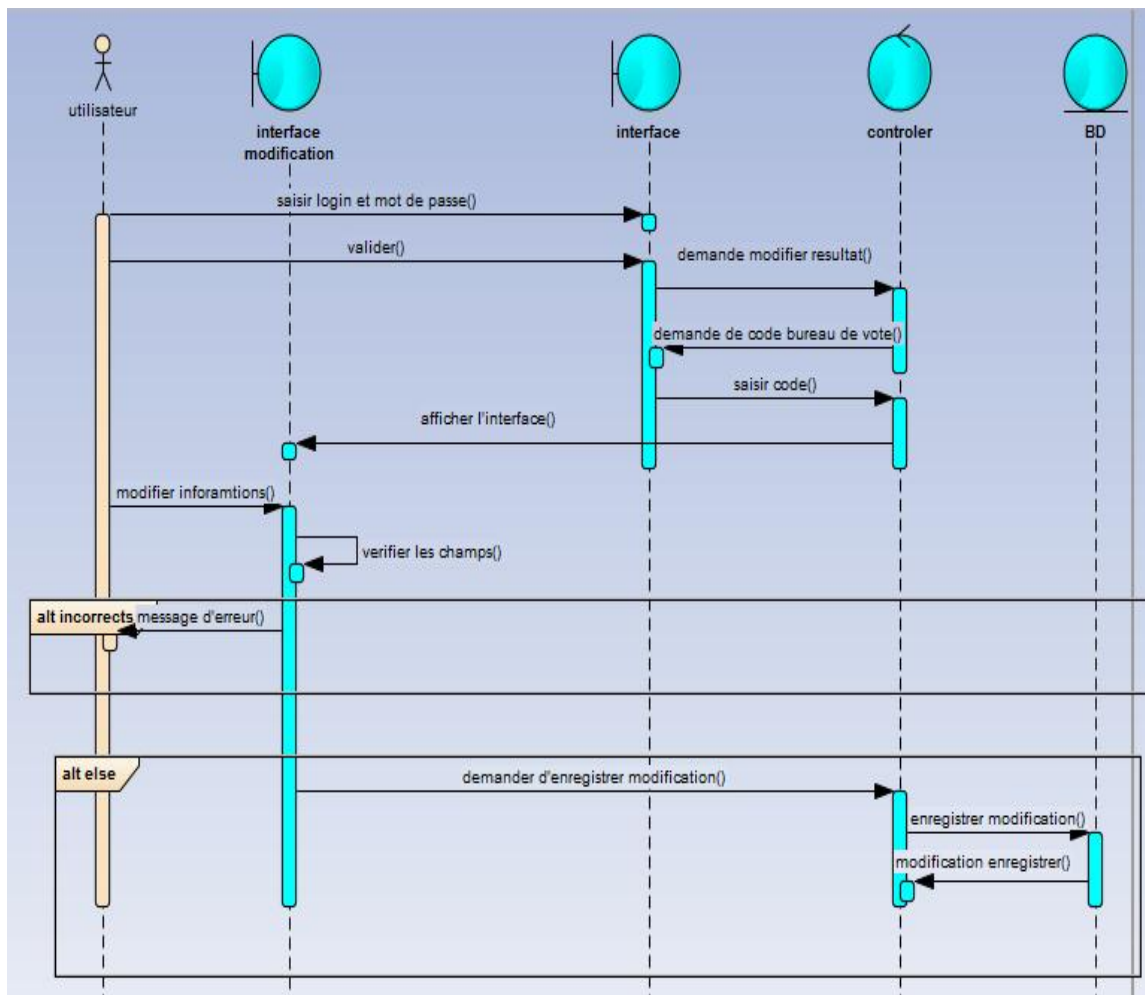 utilisateur
interface
modification
interface
controler
BD
saisir login et mot de passe()
valider()
demande modifier resultat()
demande de code bureau de vote()
saisir code()
afficher l'interface()
modifier inforamtions()
verifier les champs()
alt incorrects
message d'erreur()
alt else
demander d'enregistrer modification()
enregistrer modification()
modification enregistrer()